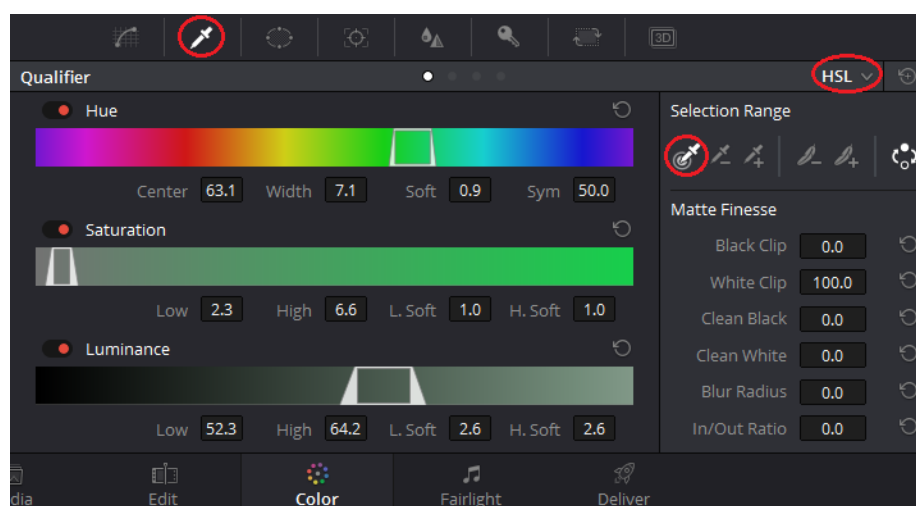 3D
Qualifier
HSL
Hue
Center 63.1 Width 7.1 Soft 0.9 Sym 50.0
Saturation
Low 2.3 High 6.6 L. Soft 1.0 H. Soft 1.0
Luminance
Low 52.3 High 64.2 L. Soft 2.6 H. Soft 2.6
Selection Range
Matte Finesse
Black Clip 0.0
White Clip 100.0
Clean Black 0.0
Clean White 0.0
Blur Radius 0.0
In/Out Ratio 0.0
dia Edit Color Fairlight Deliver